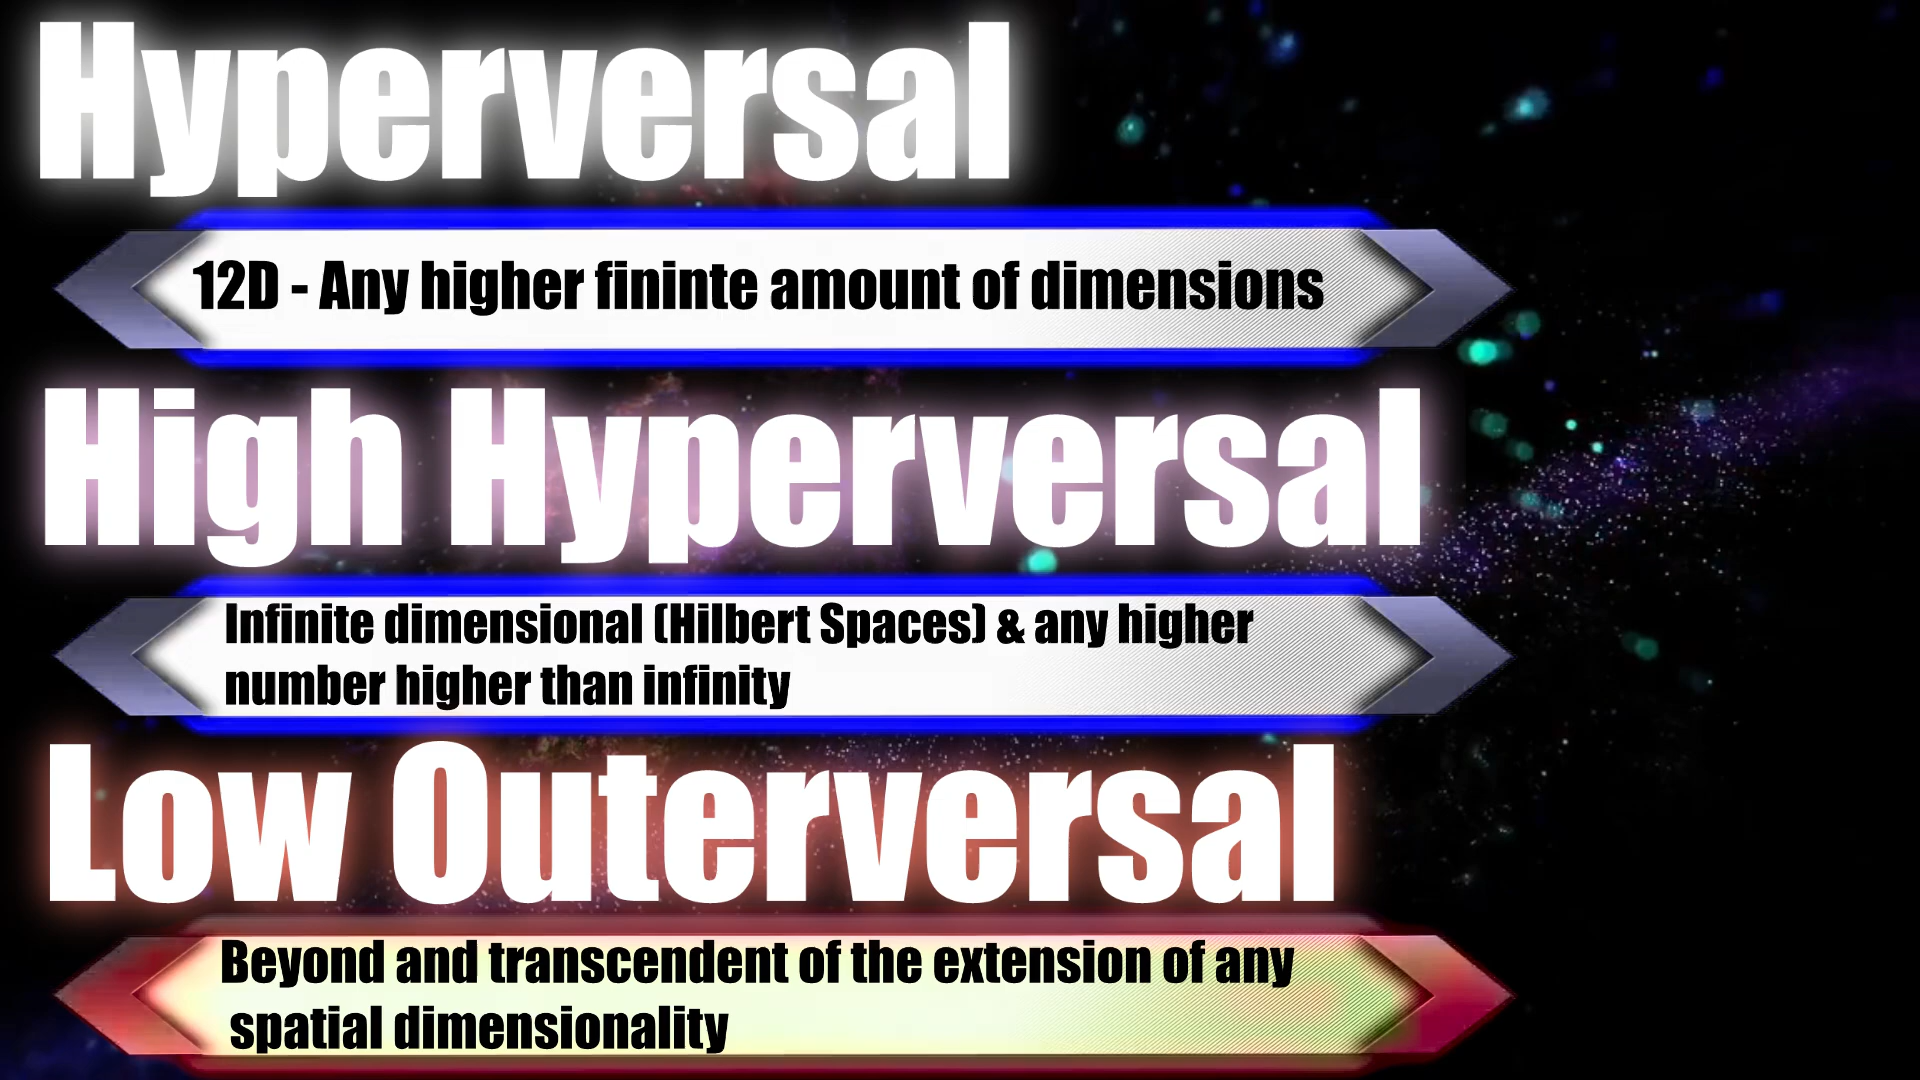 Hyperversal
12D - Any higher fininte amount of dimensions
High Hyperversal
Infinite dimensional (Hilbert Spaces) & any higher
number higher than infinity
Low Outerversal
Beyond and transcendent of the extension of any
spatial dimensionality